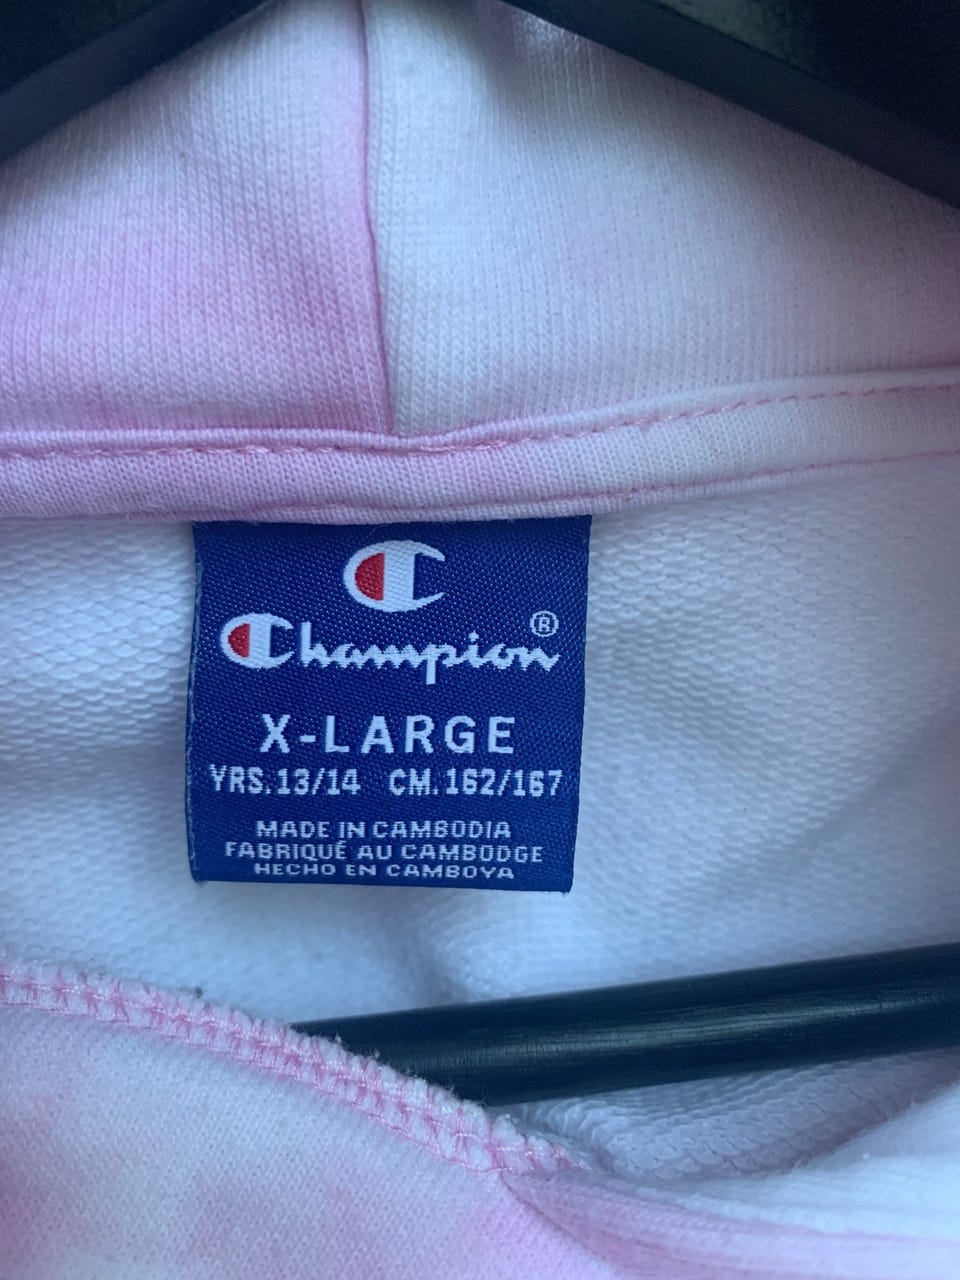 Champion®
X-LARGE
YRS. 13/14 CM. 162/167
MADE IN CAMBODIA
FABRIQUÉ AU CAMBODGE
HECHO EN CAMBOYA